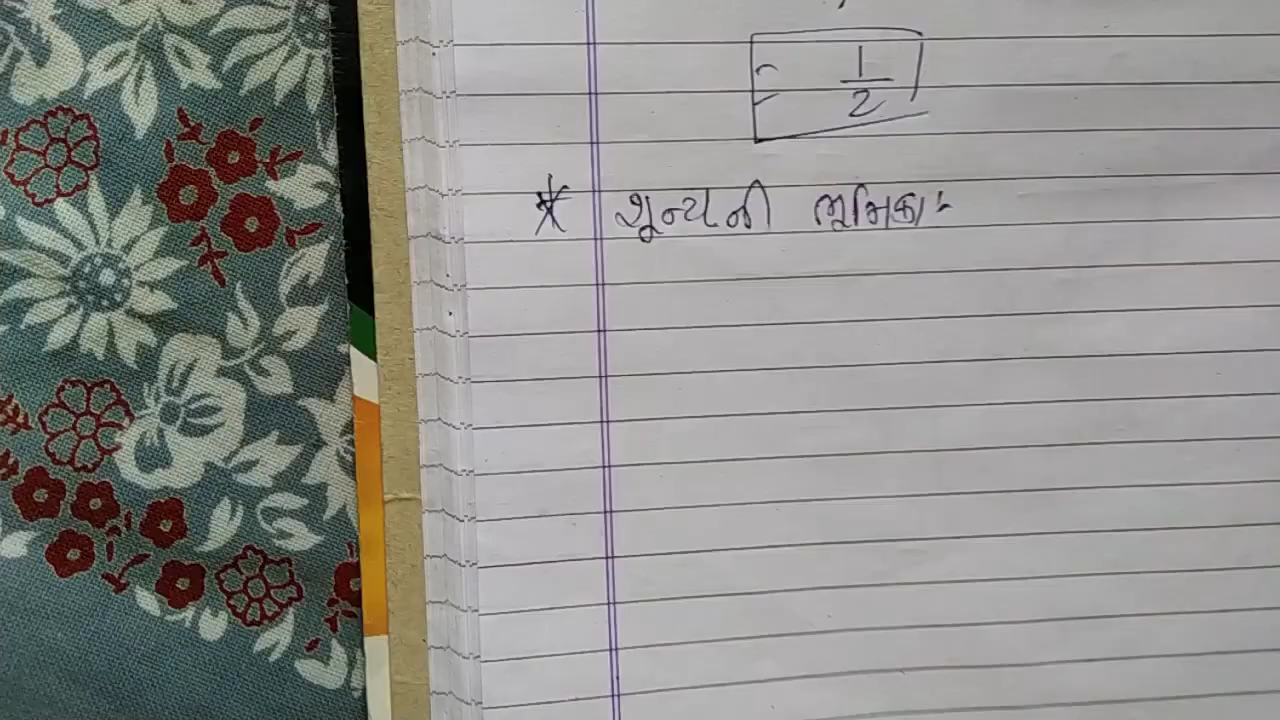 = 1/2
* શૂન્યની ભૂમિકા :-